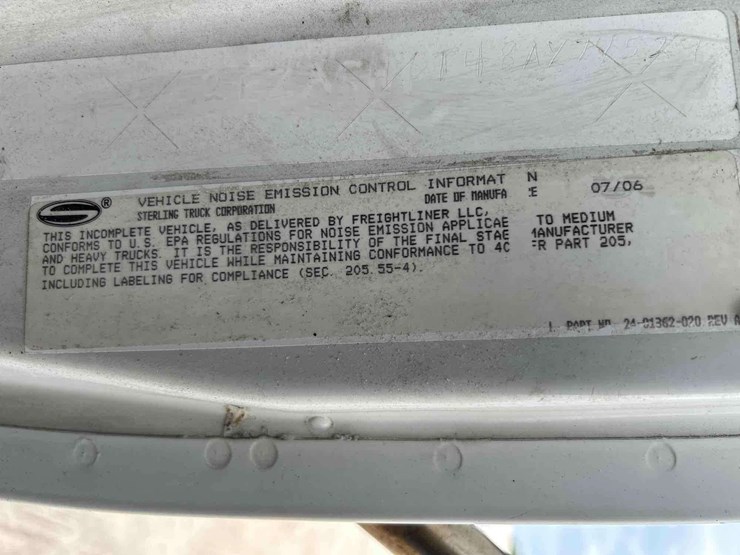 VEHICLE NOISE EMISSION CONTROL INFORMAT N
STERLING TRUCK CORPORATION DATE OF MANUFA E 07/06
THIS INCOMPLETE VEHICLE, AS DELIVERED BY FREIGHTLINER LLC,
CONFORMS TO U.S. EPA REGULATIONS FOR NOISE EMISSION APPLICAE TO MEDIUM
AND HEAVY TRUCKS. IT IS THE RESPONSIBILITY OF THE FINAL STAE MANUFACTURER
TO COMPLETE THIS VEHICLE WHILE MAINTAINING CONFORMANCE TO 40 FR PART 205,
INCLUDING LABELING FOR COMPLIANCE (SEC. 205.55-4).
PART NO. 24-01362-020 REV A